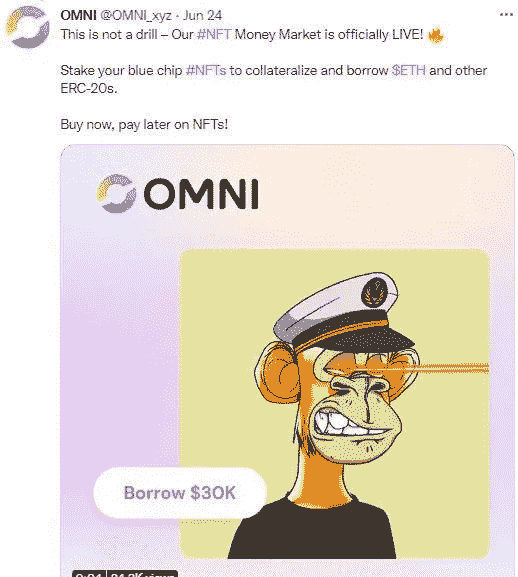 OMNI @OMNI_xyz · Jun 24
This is not a drill – Our #NFT Money Market is officially LIVE! 🔥
Stake your blue chip #NFTs to collateralize and borrow $ETH and other
ERC-20s.
Buy now, pay later on NFTs!
OMNI
Borrow $30K